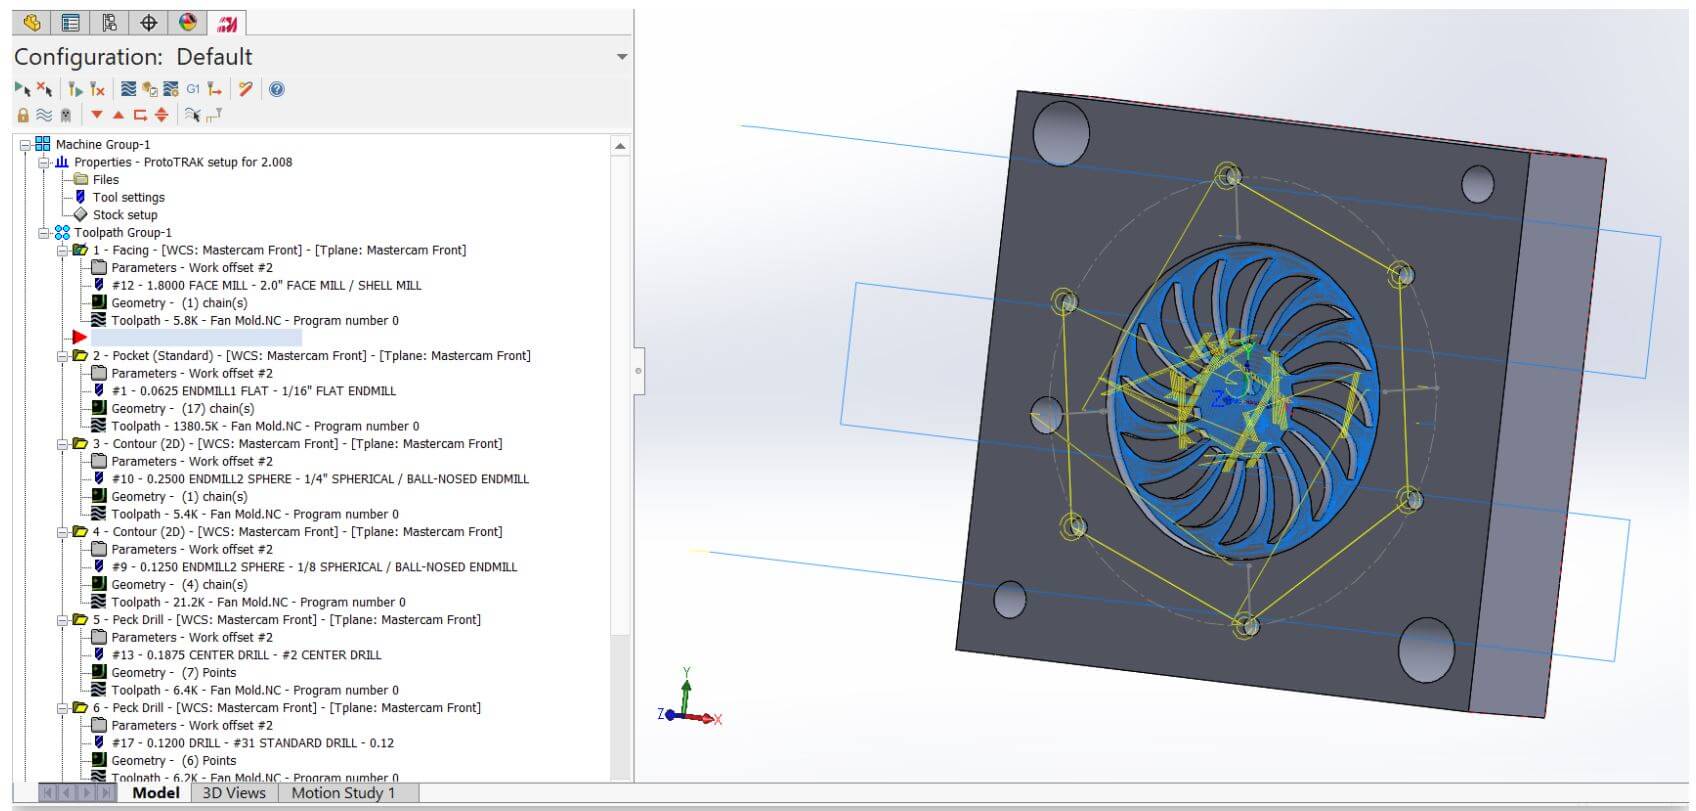 Configuration: Default
G1
Machine Group-1
Properties - ProtoTRAK setup for 2.008
Files
Tool settings
Stock setup
Toolpath Group-1
1 - Facing - [WCS: Mastercam Front] - [Tplane: Mastercam Front]
Parameters - Work offset #2
#12 - 1.8000 FACE MILL - 2.0" FACE MILL / SHELL MILL
Geometry - (1) chain(s)
Toolpath - 5.8K - Fan Mold.NC - Program number 0
2 - Pocket (Standard) - [WCS: Mastercam Front] - [Tplane: Mastercam Front]
Parameters - Work offset #2
#1 - 0.0625 ENDMILL1 FLAT - 1/16" FLAT ENDMILL
Geometry - (17) chain(s)
Toolpath - 1380.5K - Fan Mold.NC - Program number 0
3 - Contour (2D) - [WCS: Mastercam Front] - [Tplane: Mastercam Front]
Parameters - Work offset #2
#10 - 0.2500 ENDMILL2 SPHERE - 1/4" SPHERICAL / BALL-NOSED ENDMILL
Geometry - (1) chain(s)
Toolpath - 5.4K - Fan Mold.NC - Program number 0
4 - Contour (2D) - [WCS: Mastercam Front] - [Tplane: Mastercam Front]
Parameters - Work offset #2
#9 - 0.1250 ENDMILL2 SPHERE - 1/8 SPHERICAL / BALL-NOSED ENDMILL
Geometry - (4) chain(s)
Toolpath - 21.2K - Fan Mold.NC - Program number 0
5 - Peck Drill - [WCS: Mastercam Front] - [Tplane: Mastercam Front]
Parameters - Work offset #2
#13 - 0.1875 CENTER DRILL - #2 CENTER DRILL
Geometry - (7) Points
Toolpath - 6.4K - Fan Mold.NC - Program number 0
6 - Peck Drill - [WCS: Mastercam Front] - [Tplane: Mastercam Front]
Parameters - Work offset #2
#17 - 0.1200 DRILL - #31 STANDARD DRILL - 0.12
Geometry - (6) Points
Toolpath - 6.2K - Fan Mold.NC - Program number 0
Model 3D Views Motion Study 1
Y
Z X
Y
Z